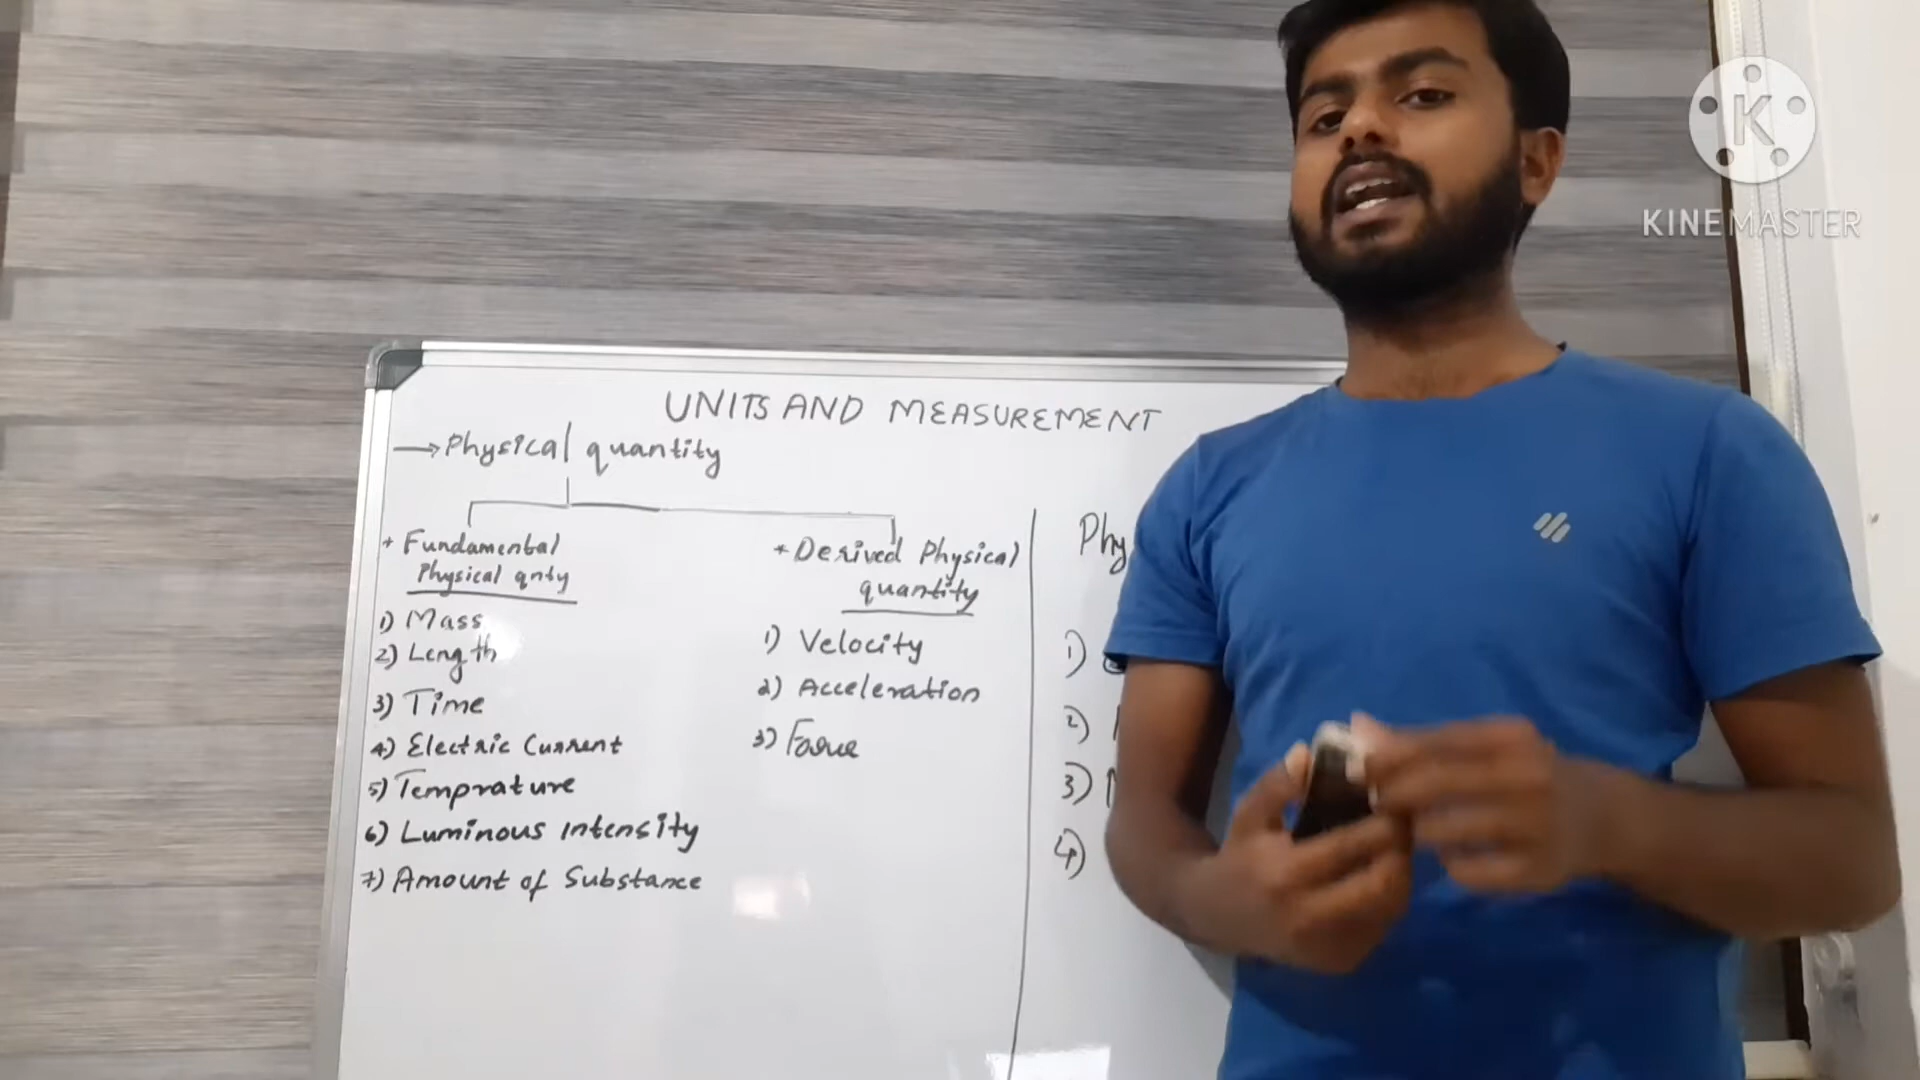 K
KINEMASTER
UNITS AND MEASUREMENT
→ Physical quantity
* Fundamental
Physical qnty
1) Mass
2) Length
3) Time
4) Electric Current
5) Temprature
6) Luminous Intensity
7) Amount of Substance
* Derived Physical
quantity
1) Velocity
2) Acceleration
3) Force
Phy
1)
2)
3)
4)